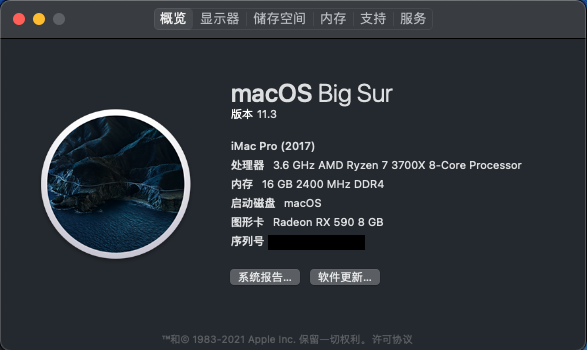 概览 显示器 储存空间 内存 支持 服务
macOS Big Sur
版本 11.3
iMac Pro (2017)
处理器 3.6 GHz AMD Ryzen 7 3700X 8-Core Processor
内存 16 GB 2400 MHz DDR4
启动磁盘 macOS
图形卡 Radeon RX 590 8 GB
序列号
系统报告... 软件更新...
™和© 1983-2021 Apple Inc. 保留一切权利。许可协议